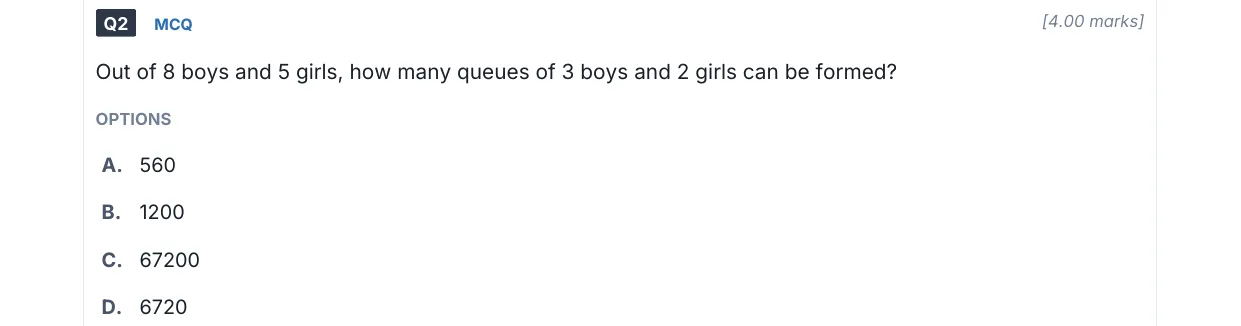 Q2 MCQ [4.00 marks]
Out of 8 boys and 5 girls, how many queues of 3 boys and 2 girls can be formed?
OPTIONS
A. 560
B. 1200
C. 67200
D. 6720